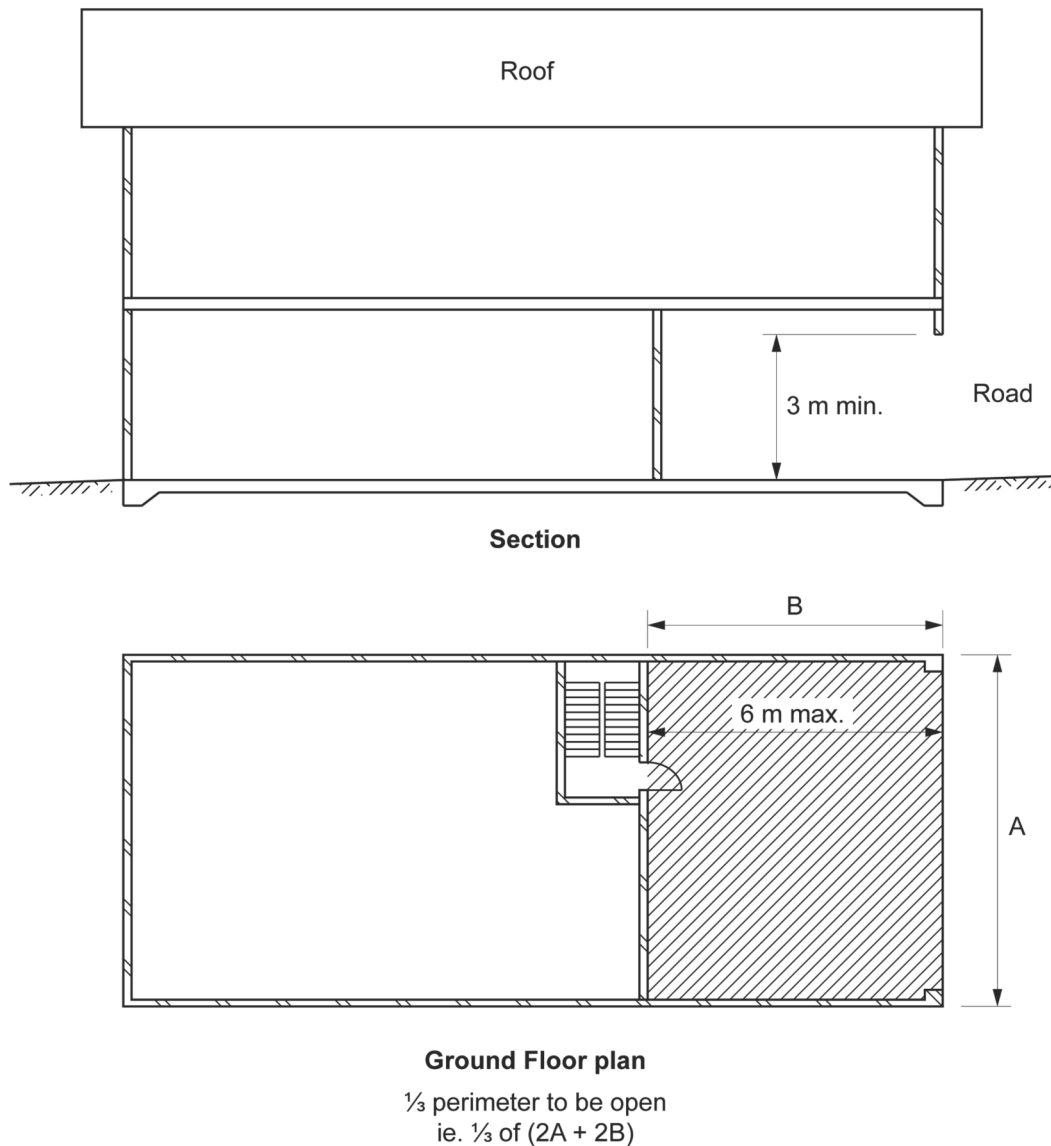 Roof
3 m min.
Road
Section
B
6 m max.
A
Ground Floor plan
⅓ perimeter to be open
ie. ⅓ of (2A + 2B)